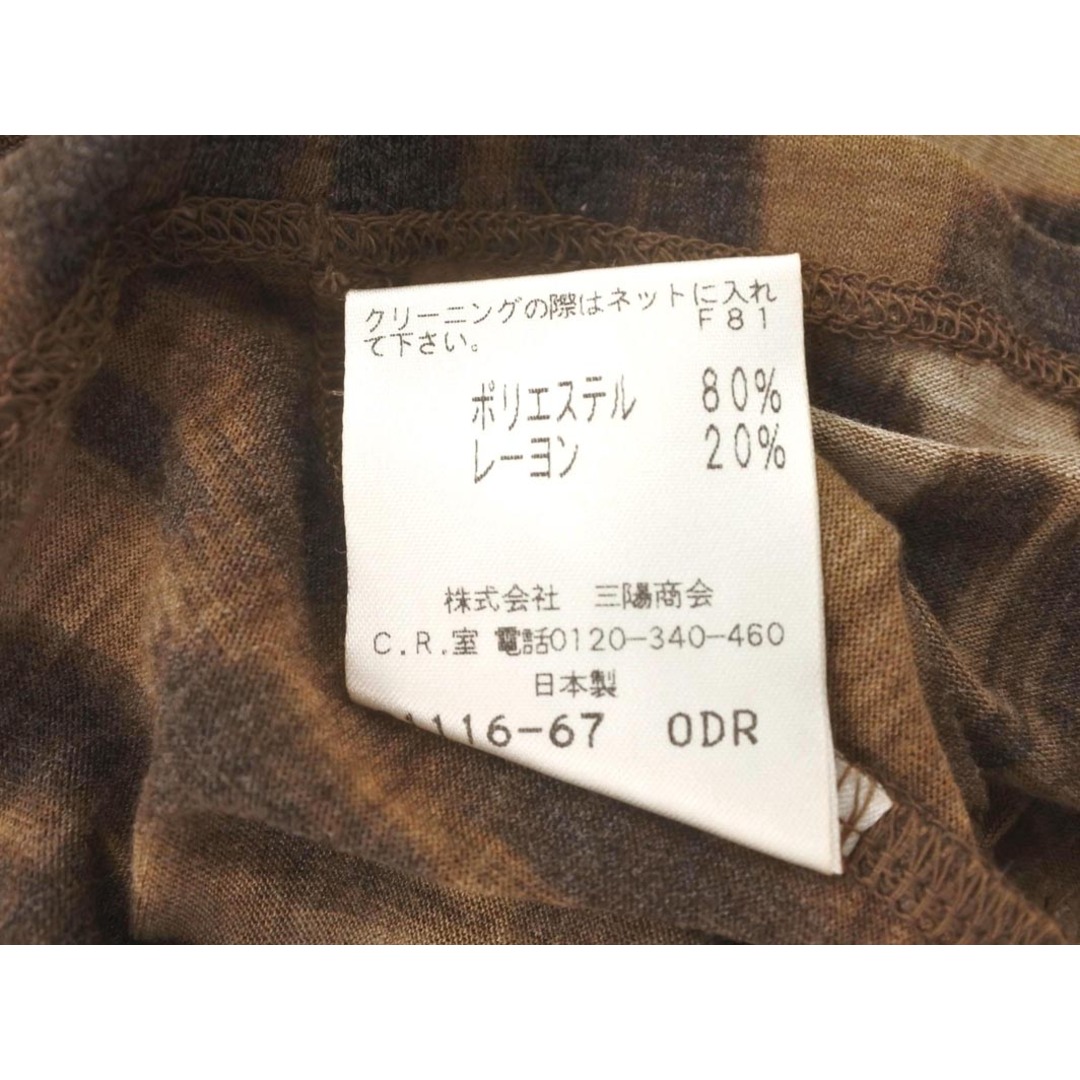 クリーニングの際はネットに入れ
て下さい。 F81
ポリエステル 80%
レーヨン 20%
株式会社 三陽商会
C.R.室 電話0120-340-460
日本製
116-67 ODR